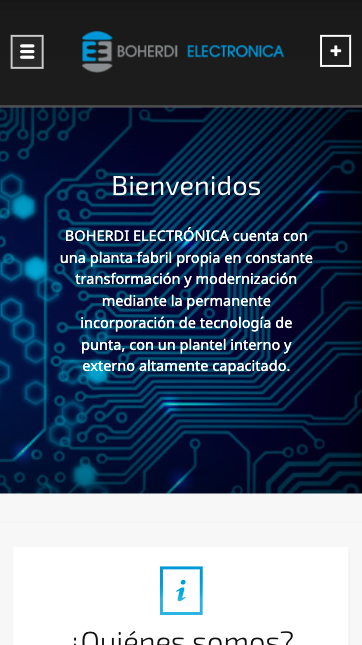 BOHERDI ELECTRONICA
Bienvenidos
BOHERDI ELECTRÓNICA cuenta con
una planta fabril propia en constante
transformación y modernización
mediante la permanente
incorporación de tecnología de
punta, con un plantel interno y
externo altamente capacitado.
i
¿Quiénes somos?